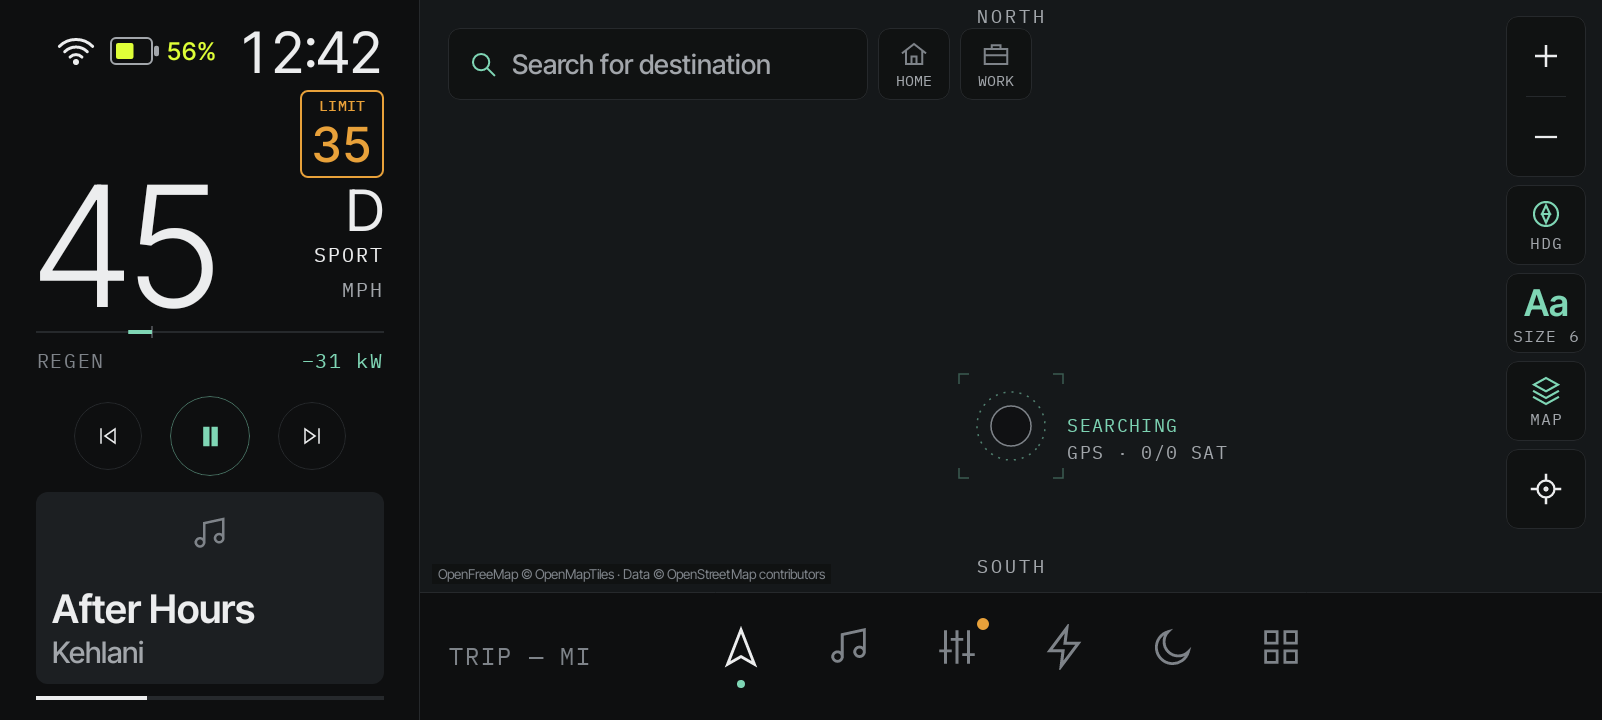 56%
12:42
LIMIT
35
45
D
SPORT
MPH
REGEN
−31 kW
After Hours
Kehlani
NORTH
Search for destination
HOME
WORK
HDG
Aa
SIZE 6
MAP
SEARCHING
GPS · 0/0 SAT
SOUTH
OpenFreeMap © OpenMapTiles · Data © OpenStreetMap contributors
TRIP — MI